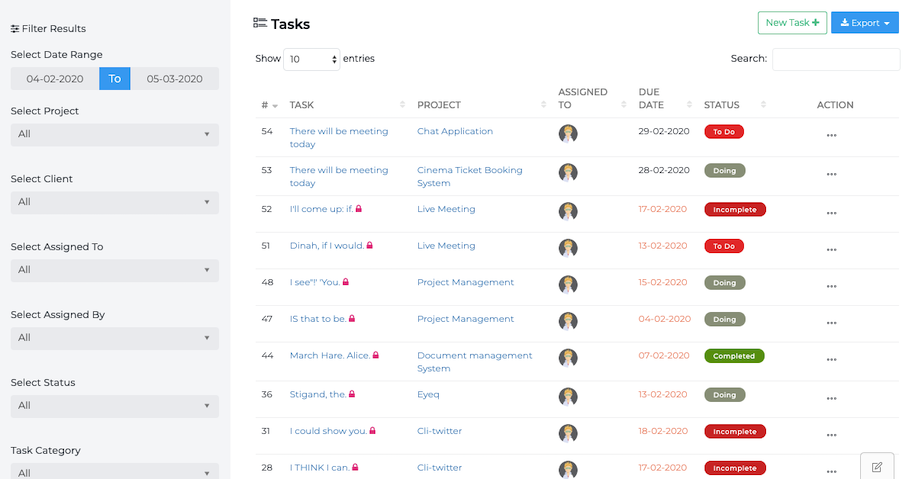 Filter Results
Select Date Range
04-02-2020 To 05-03-2020
Select Project
All
Select Client
All
Select Assigned To
All
Select Assigned By
All
Select Status
All
Task Category
All
Tasks
New Task +
Export
Show 10 entries
Search:
# TASK PROJECT ASSIGNED TO DUE DATE STATUS ACTION
54 There will be meeting today Chat Application 29-02-2020 To Do ...
53 There will be meeting today Cinema Ticket Booking System 28-02-2020 Doing ...
52 I'll come up: if. Live Meeting 17-02-2020 Incomplete ...
51 Dinah, if I would. Live Meeting 13-02-2020 To Do ...
48 I see"!' 'You. Project Management 15-02-2020 Doing ...
47 IS that to be. Project Management 04-02-2020 Doing ...
44 March Hare. Alice. Document management System 07-02-2020 Completed ...
36 Stigand, the. Eyeq 13-02-2020 Doing ...
31 I could show you. Cli-twitter 18-02-2020 Incomplete ...
28 I THINK I can. Cli-twitter 17-02-2020 Incomplete ...